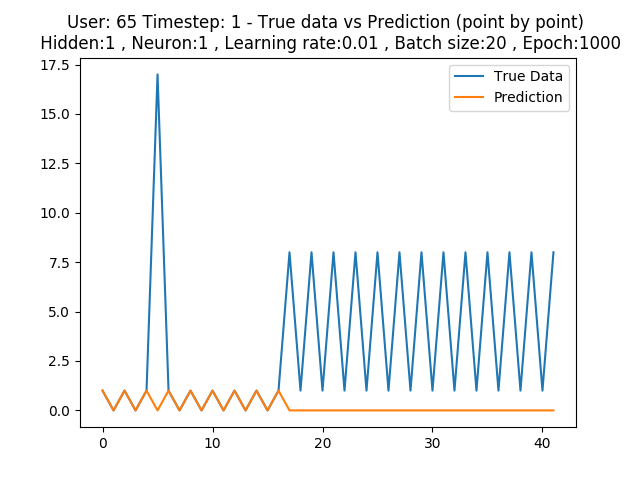 User: 65 Timestep: 1 - True data vs Prediction (point by point)
Hidden:1 , Neuron:1 , Learning rate:0.01 , Batch size:20 , Epoch:1000
17.5
15.0
12.5
10.0
7.5
5.0
2.5
0.0
True Data
Prediction
0 10 20 30 40